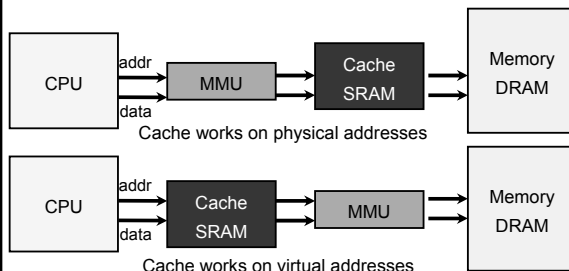 CPU
addr
data
MMU
Cache
SRAM
Memory
DRAM
Cache works on physical addresses
CPU
addr
data
Cache
SRAM
MMU
Memory
DRAM
Cache works on virtual addresses